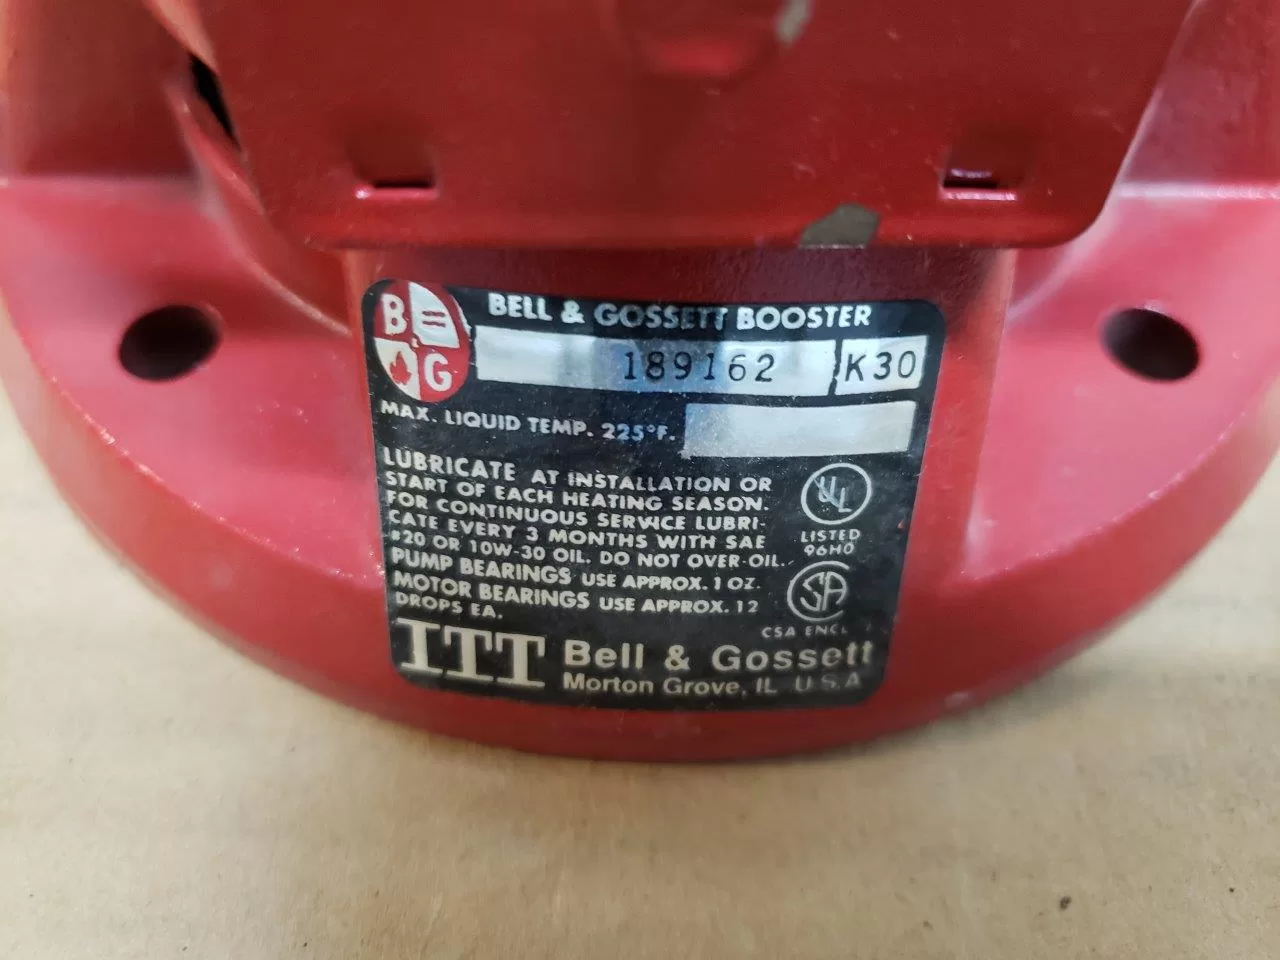 B G
BELL & GOSSETT BOOSTER
189162 K30
MAX. LIQUID TEMP. 225°F.
LUBRICATE AT INSTALLATION OR
START OF EACH HEATING SEASON.
FOR CONTINUOUS SERVICE LUBRI-
CATE EVERY 3 MONTHS WITH SAE
#20 OR 10W-30 OIL. DO NOT OVER-OIL.
PUMP BEARINGS USE APPROX. 1 OZ.
MOTOR BEARINGS USE APPROX. 12
DROPS EA.
UL
LISTED
96H0
SA
CSA ENCL
ITT Bell & Gossett
Morton Grove, IL U.S.A